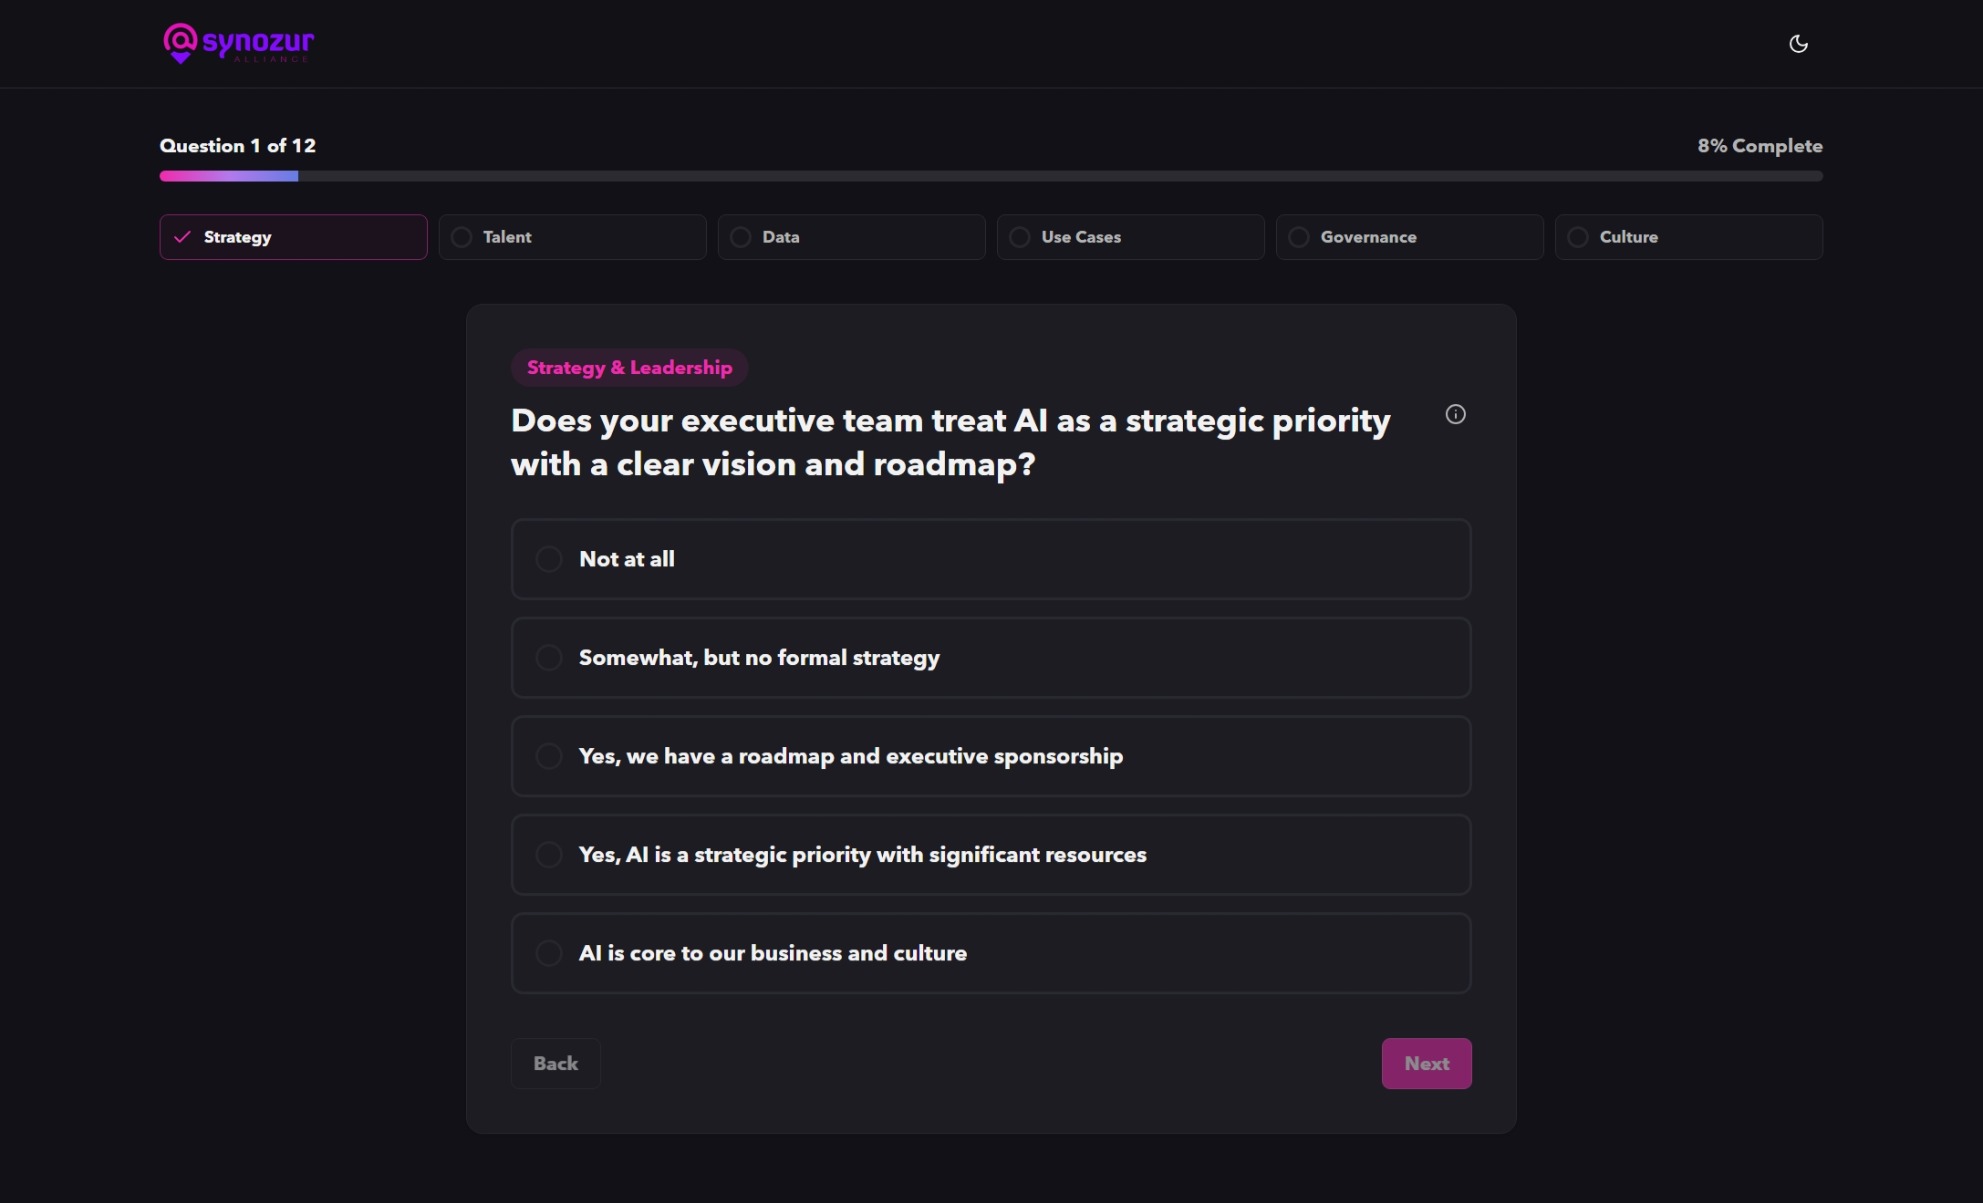 synozur
ALLIANCE
Question 1 of 12
8% Complete
Strategy
Talent
Data
Use Cases
Governance
Culture
Strategy & Leadership
Does your executive team treat AI as a strategic priority
with a clear vision and roadmap?
Not at all
Somewhat, but no formal strategy
Yes, we have a roadmap and executive sponsorship
Yes, AI is a strategic priority with significant resources
AI is core to our business and culture
Back
Next